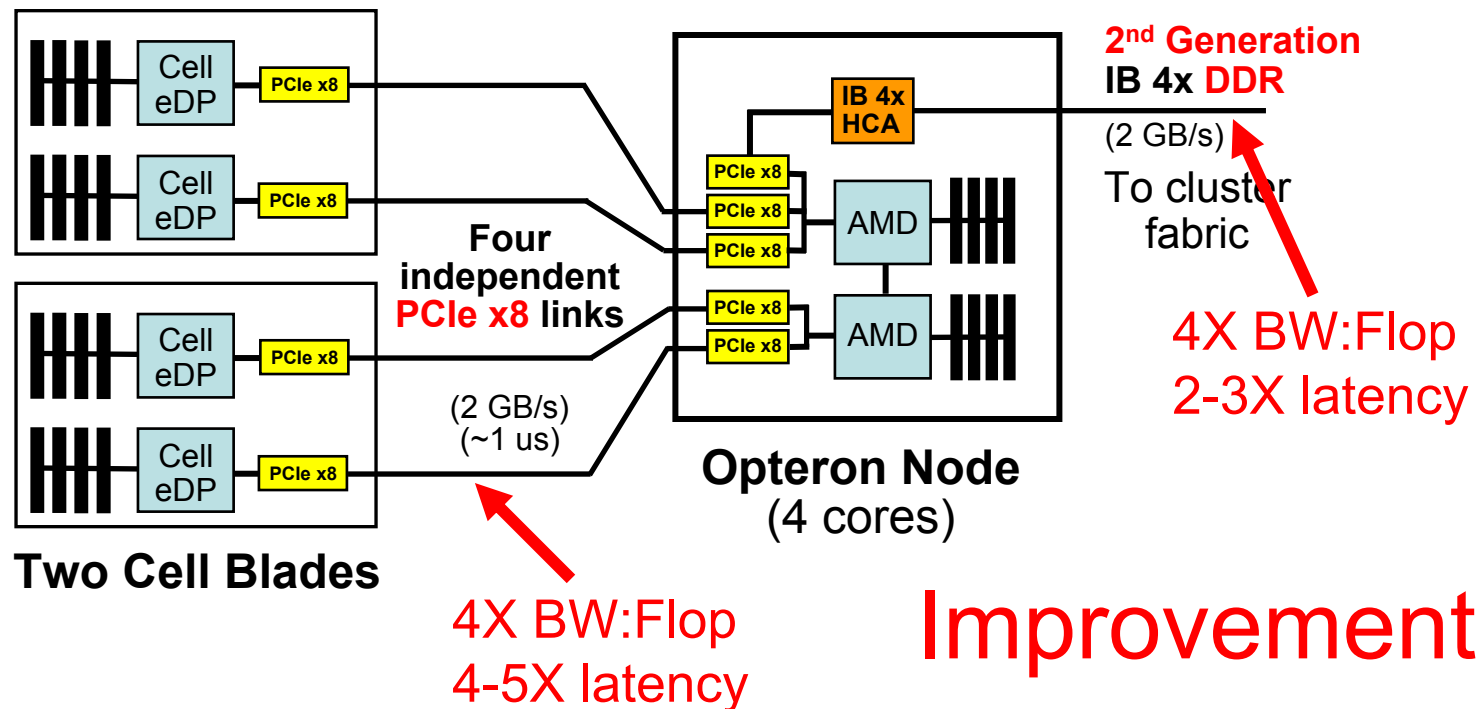 Cell
eDP
PCIe x8
Cell
eDP
PCIe x8
Cell
eDP
PCIe x8
Cell
eDP
PCIe x8
Two Cell Blades
Four
independent
PCIe x8 links
(2 GB/s)
(~1 us)
4X BW:Flop
4-5X latency
IB 4x
HCA
PCIe x8
PCIe x8
PCIe x8
AMD
PCIe x8
PCIe x8
AMD
Opteron Node
(4 cores)
2nd Generation
IB 4x DDR
(2 GB/s)
To cluster
fabric
4X BW:Flop
2-3X latency
Improvement